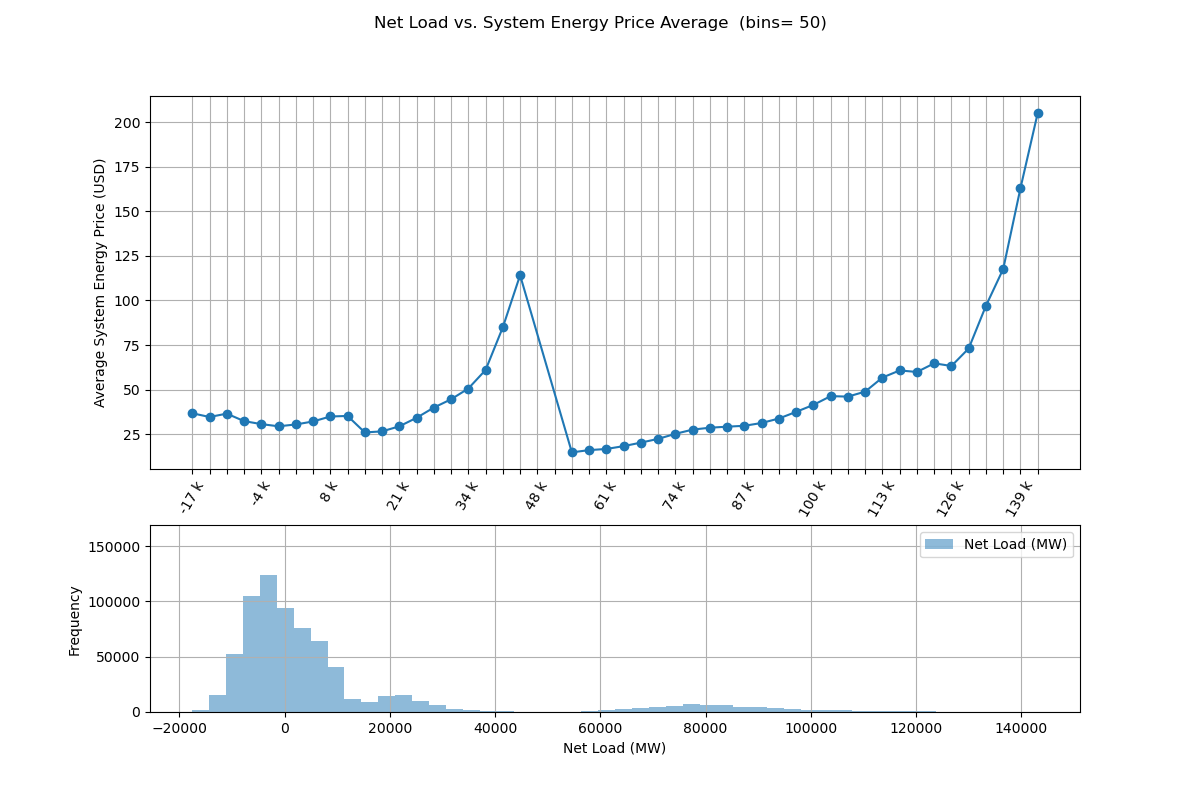 Net Load vs. System Energy Price Average  (bins= 50)
Average System Energy Price (USD)
200
175
150
125
100
75
50
25
-17 k
-4 k
8 k
21 k
34 k
48 k
61 k
74 k
87 k
100 k
113 k
126 k
139 k
Frequency
150000
100000
50000
0
Net Load (MW)
−20000
0
20000
40000
60000
80000
100000
120000
140000
Net Load (MW)